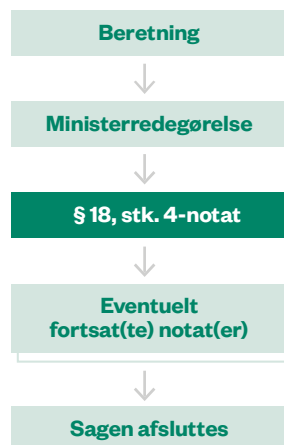 Beretning
Ministerredegørelse
§ 18, stk. 4-notat
Eventuelt
fortsat(te) notat(er)
Sagen afsluttes